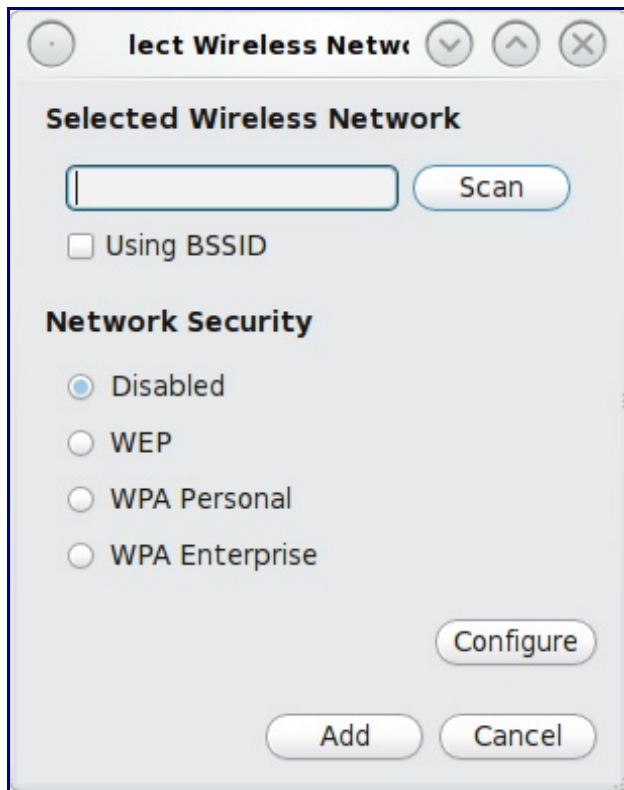 lect Wireless Netwo
Selected Wireless Network
Scan
Using BSSID
Network Security
Disabled
WEP
WPA Personal
WPA Enterprise
Configure
Add Cancel